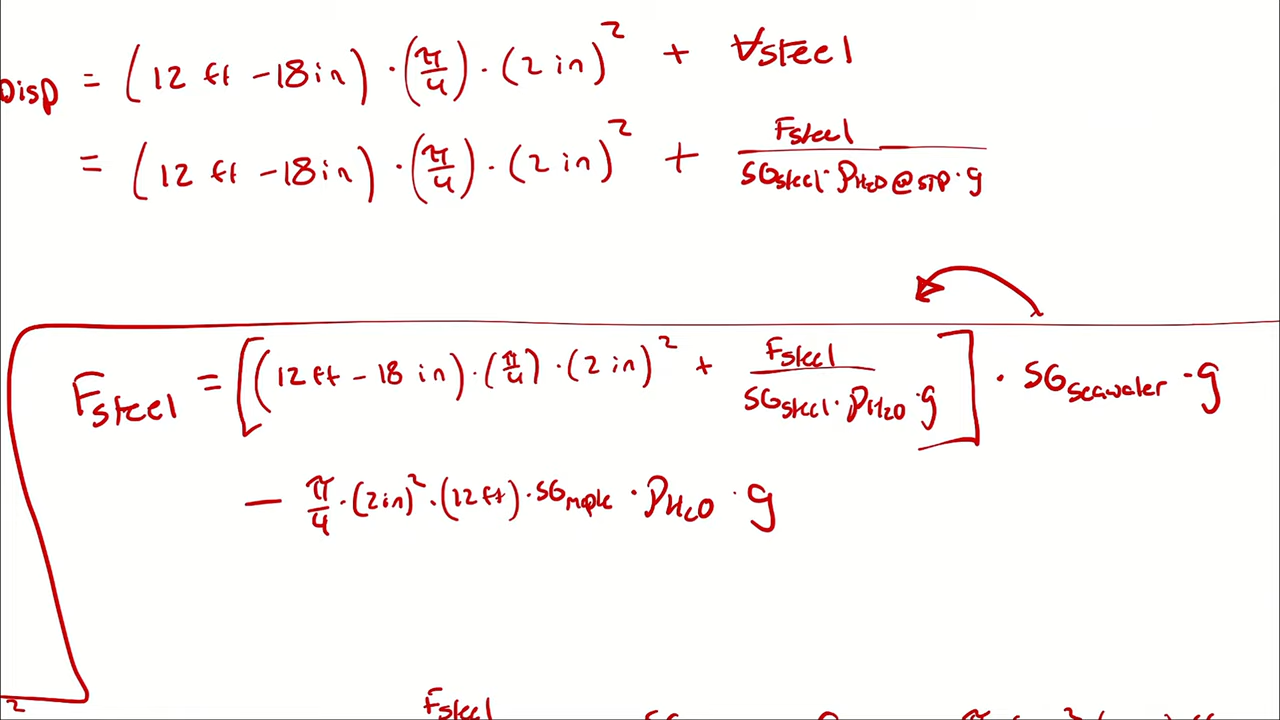 Disp = (12 ft - 18 in) · (π/4) · (2 in)² + ∀steel
= (12 ft - 18 in) · (π/4) · (2 in)² + Fsteel / (SGsteel · ρH₂O@STP · g)
Fsteel = [(12 ft - 18 in) · (π/4) · (2 in)² + Fsteel / (SGsteel · ρH₂O · g)] · SGseawater · g
- π/4 · (2 in)² · (12 ft) · SGmaple · ρH₂O · g
2 Fsteel